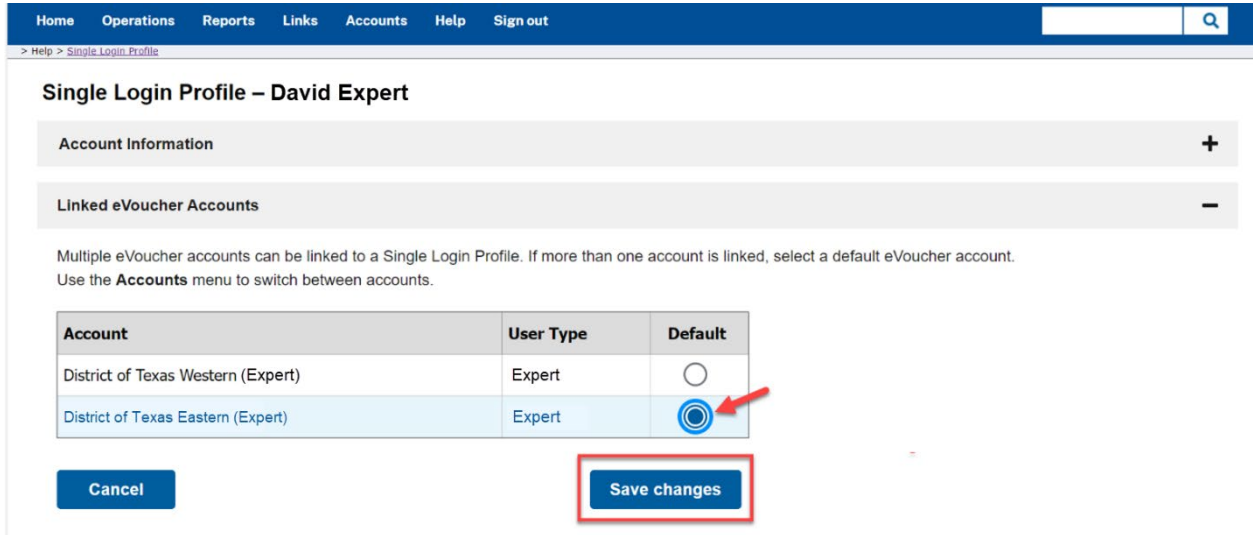 Home Operations Reports Links Accounts Help Sign out
> Help > Single Login Profile
Single Login Profile – David Expert
Account Information
Linked eVoucher Accounts
Multiple eVoucher accounts can be linked to a Single Login Profile. If more than one account is linked, select a default eVoucher account.
Use the Accounts menu to switch between accounts.
Account User Type Default
District of Texas Western (Expert) Expert
District of Texas Eastern (Expert) Expert
Cancel Save changes